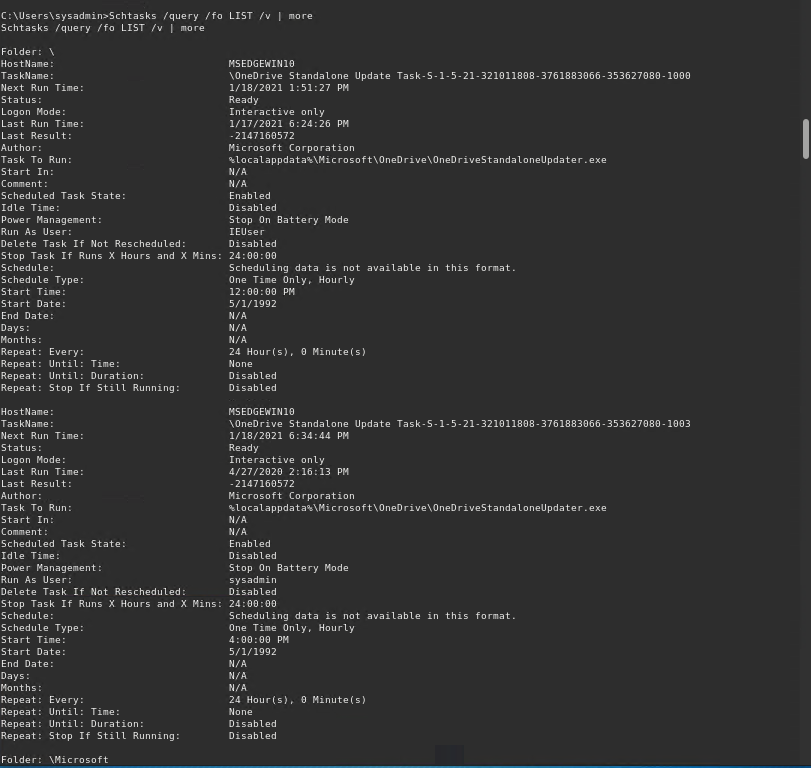 C:\Users\sysadmin>Schtasks /query /fo LIST /v | more
Schtasks /query /fo LIST /v | more

Folder: \
HostName:                             MSEDGEWIN10
TaskName:                             \OneDrive Standalone Update Task-S-1-5-21-321011808-3761883066-353627080-1000
Next Run Time:                        1/18/2021 1:51:27 PM
Status:                               Ready
Logon Mode:                           Interactive only
Last Run Time:                        1/17/2021 6:24:26 PM
Last Result:                          -2147160572
Author:                               Microsoft Corporation
Task To Run:                          %localappdata%\Microsoft\OneDrive\OneDriveStandaloneUpdater.exe
Start In:                             N/A
Comment:                              N/A
Scheduled Task State:                 Enabled
Idle Time:                            Disabled
Power Management:                     Stop On Battery Mode
Run As User:                          IEUser
Delete Task If Not Rescheduled:       Disabled
Stop Task If Runs X Hours and X Mins: 24:00:00
Schedule:                             Scheduling data is not available in this format.
Schedule Type:                        One Time Only, Hourly
Start Time:                           12:00:00 PM
Start Date:                           5/1/1992
End Date:                             N/A
Days:                                 N/A
Months:                               N/A
Repeat: Every:                        24 Hour(s), 0 Minute(s)
Repeat: Until: Time:                  None
Repeat: Until: Duration:              Disabled
Repeat: Stop If Still Running:        Disabled

HostName:                             MSEDGEWIN10
TaskName:                             \OneDrive Standalone Update Task-S-1-5-21-321011808-3761883066-353627080-1003
Next Run Time:                        1/18/2021 6:34:44 PM
Status:                               Ready
Logon Mode:                           Interactive only
Last Run Time:                        4/27/2020 2:16:13 PM
Last Result:                          -2147160572
Author:                               Microsoft Corporation
Task To Run:                          %localappdata%\Microsoft\OneDrive\OneDriveStandaloneUpdater.exe
Start In:                             N/A
Comment:                              N/A
Scheduled Task State:                 Enabled
Idle Time:                            Disabled
Power Management:                     Stop On Battery Mode
Run As User:                          sysadmin
Delete Task If Not Rescheduled:       Disabled
Stop Task If Runs X Hours and X Mins: 24:00:00
Schedule:                             Scheduling data is not available in this format.
Schedule Type:                        One Time Only, Hourly
Start Time:                           4:00:00 PM
Start Date:                           5/1/1992
End Date:                             N/A
Days:                                 N/A
Months:                               N/A
Repeat: Every:                        24 Hour(s), 0 Minute(s)
Repeat: Until: Time:                  None
Repeat: Until: Duration:              Disabled
Repeat: Stop If Still Running:        Disabled

Folder: \Microsoft